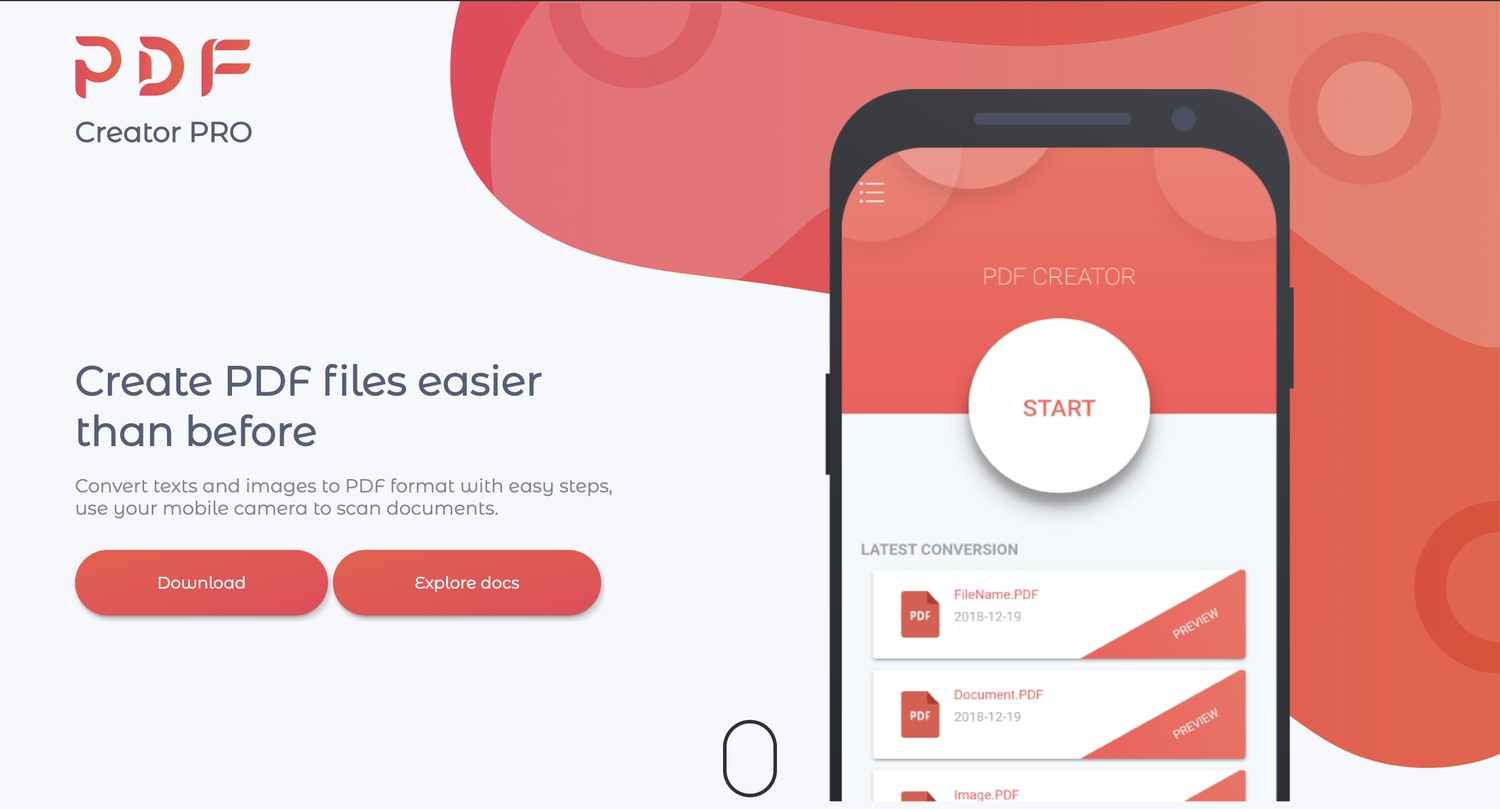 PDF
Creator PRO
Create PDF files easier
than before
Convert texts and images to PDF format with easy steps,
use your mobile camera to scan documents.
Download
Explore docs
PDF CREATOR
START
LATEST CONVERSION
PDF
FileName.PDF
2018-12-19
PREVIEW
PDF
Document.PDF
2018-12-19
PREVIEW
Image.PDF